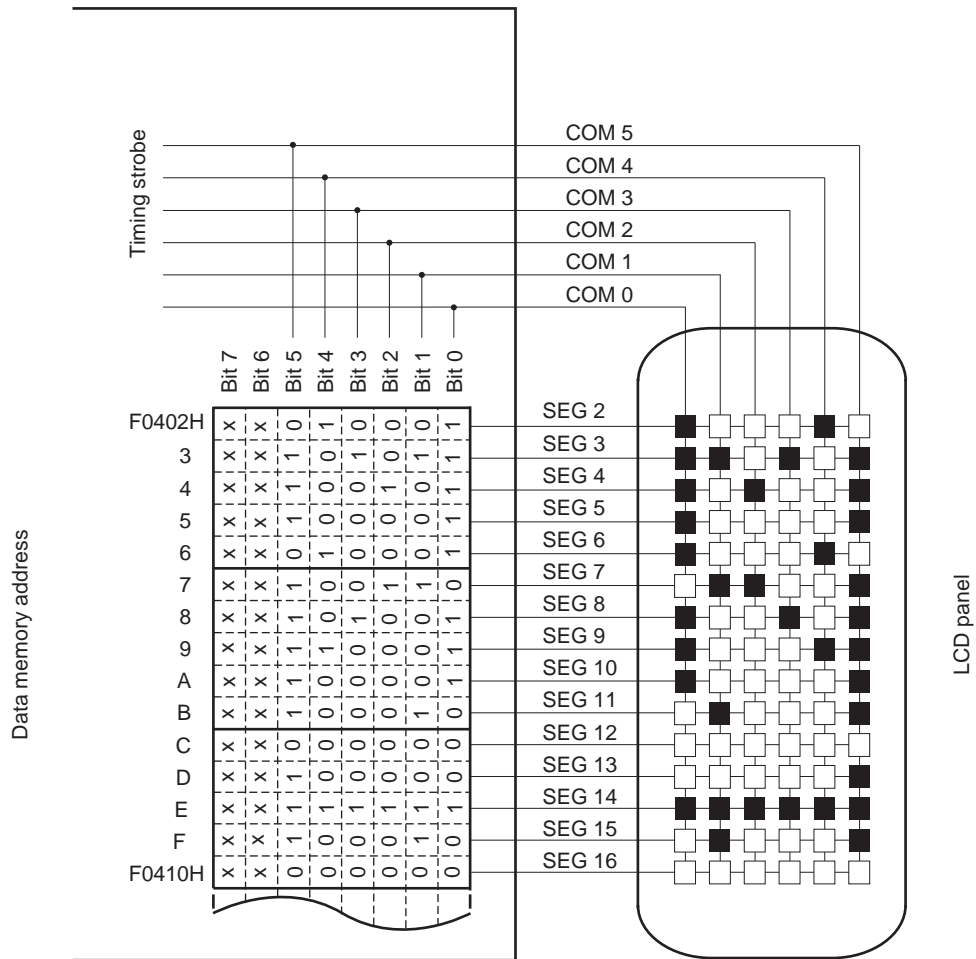 Timing strobe
COM 5
COM 4
COM 3
COM 2
COM 1
COM 0
Bit 7 Bit 6 Bit 5 Bit 4 Bit 3 Bit 2 Bit 1 Bit 0
F0402H x x 0 1 0 0 0 1 SEG 2
3 x x 1 0 1 0 1 1 SEG 3
4 x x 1 0 0 1 0 1 SEG 4
5 x x 1 0 0 0 0 1 SEG 5
6 x x 0 1 0 0 0 1 SEG 6
7 x x 1 0 0 1 1 0 SEG 7
8 x x 1 0 1 0 0 1 SEG 8
9 x x 1 1 0 0 0 1 SEG 9
A x x 1 0 0 0 0 1 SEG 10
B x x 1 0 0 0 1 0 SEG 11
C x x 0 0 0 0 0 0 SEG 12
D x x 1 0 0 0 0 0 SEG 13
E x x 1 1 1 1 1 1 SEG 14
F x x 1 0 0 0 1 0 SEG 15
F0410H x x 0 0 0 0 0 0 SEG 16
Data memory address
LCD panel